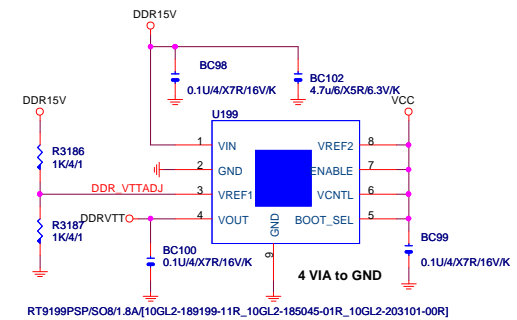 DDR15V
BC98
0.1U/4/X7R/16V/K
BC102
4.7u/6/X5R/6.3V/K
DDR15V
VCC
U199
R3186
1K/4/1
1
VIN
VREF2
8
2
GND
ENABLE
7
DDR_VTTADJ
3
VREF1
VCNTL
6
R3187
1K/4/1
DDRVTT
4
VOUT
BOOT_SEL
5
GND
9
BC100
0.1U/4/X7R/16V/K
BC99
0.1U/4/X7R/16V/K
4 VIA to GND
RT9199PSP/SO8/1.8A/[10GL2-189199-11R_10GL2-185045-01R_10GL2-203101-00R]